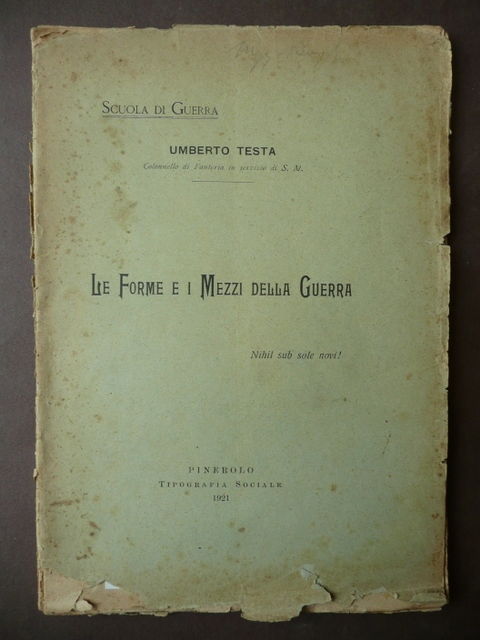 Scuola di Guerra
UMBERTO TESTA
Colonnello di Fanteria in servizio di S. M.
Le Forme e i Mezzi della Guerra
Nihil sub sole novi!
PINEROLO
Tipografia Sociale
1921